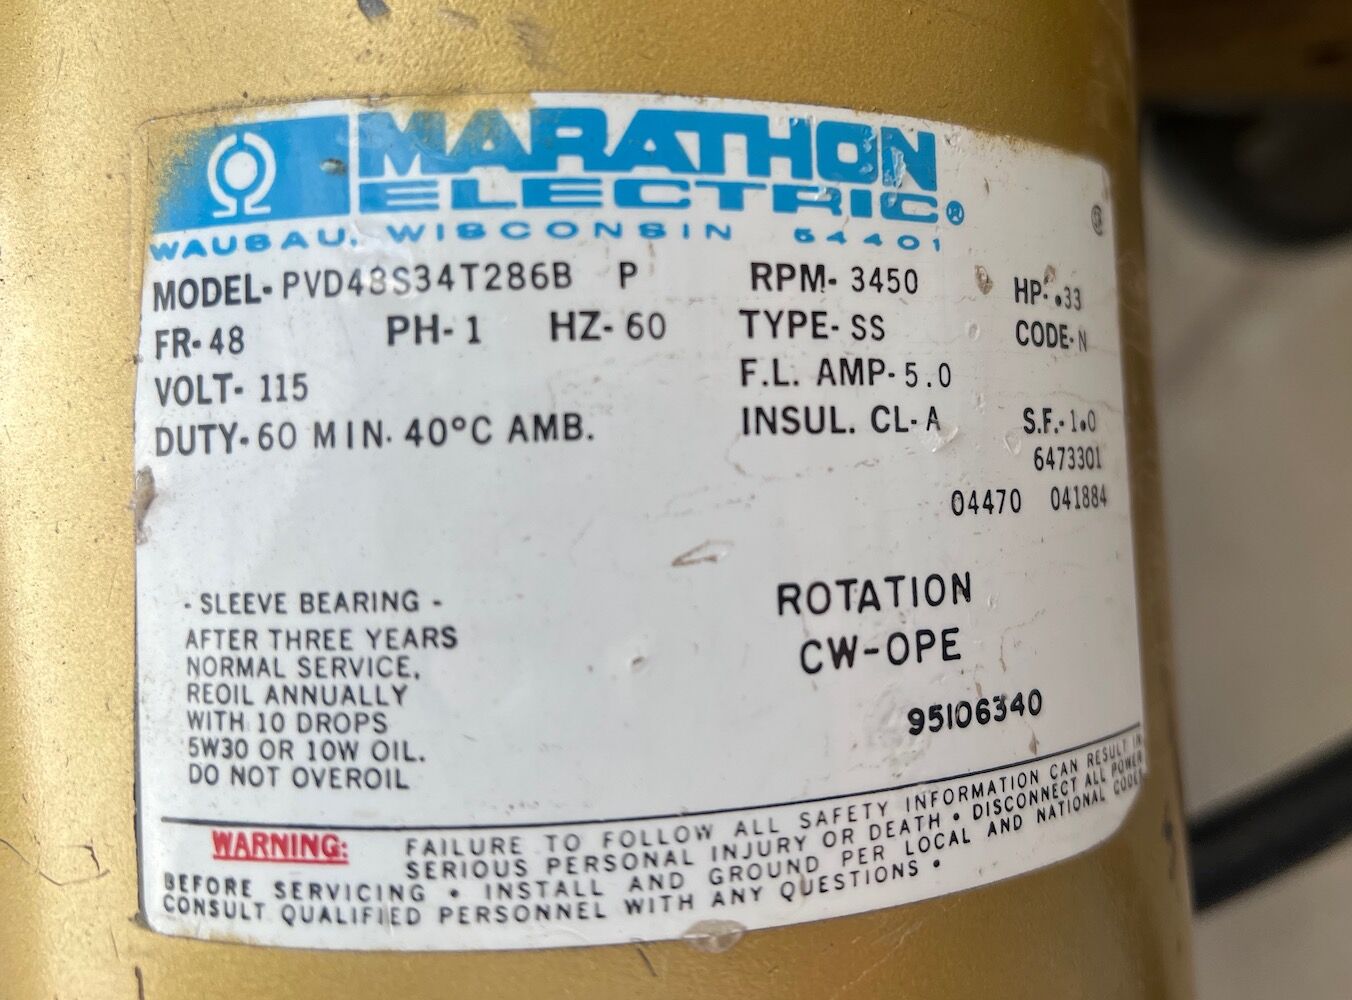 MARATHON
ELECTRIC®
WAUSAU, WISCONSIN 54401
MODEL- PVD48S34T286B P RPM- 3450 HP- .33
FR- 48 PH- 1 HZ- 60 TYPE- SS CODE- N
VOLT- 115 F.L. AMP- 5.0
DUTY- 60 MIN. 40°C AMB. INSUL. CL- A S.F.- 1.0
6473301
04470 041884
- SLEEVE BEARING -
AFTER THREE YEARS
NORMAL SERVICE,
REOIL ANNUALLY
WITH 10 DROPS
5W30 OR 10W OIL.
DO NOT OVEROIL
ROTATION
CW-OPE
95106340
WARNING: FAILURE TO FOLLOW ALL SAFETY INFORMATION CAN RESULT IN
SERIOUS PERSONAL INJURY OR DEATH • DISCONNECT ALL POWER
BEFORE SERVICING • INSTALL AND GROUND PER LOCAL AND NATIONAL CODES
CONSULT QUALIFIED PERSONNEL WITH ANY QUESTIONS •